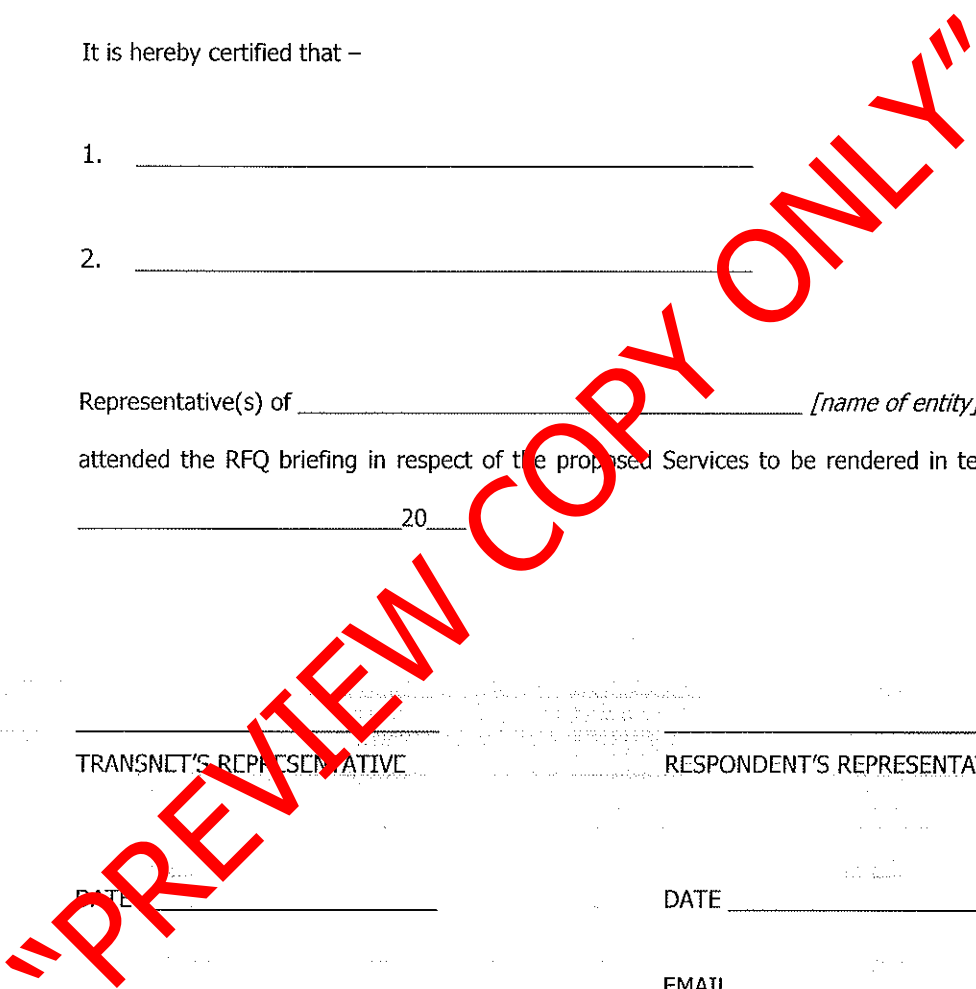 It is hereby certified that –
1.
2.
Representative(s) of [name of entity]
attended the RFQ briefing in respect of the proposed Services to be rendered in te
20
TRANSNET'S REPRESENTATIVE RESPONDENT'S REPRESENTA
DATE DATE
EMAIL
"PREVIEW COPY ONLY"